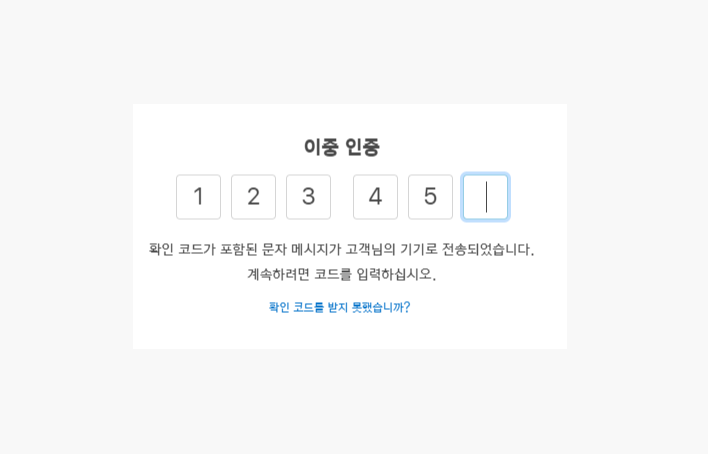 이중 인증
1 2 3 4 5
확인 코드가 포함된 문자 메시지가 고객님의 기기로 전송되었습니다.
계속하려면 코드를 입력하십시오.
확인 코드를 받지 못했습니까?